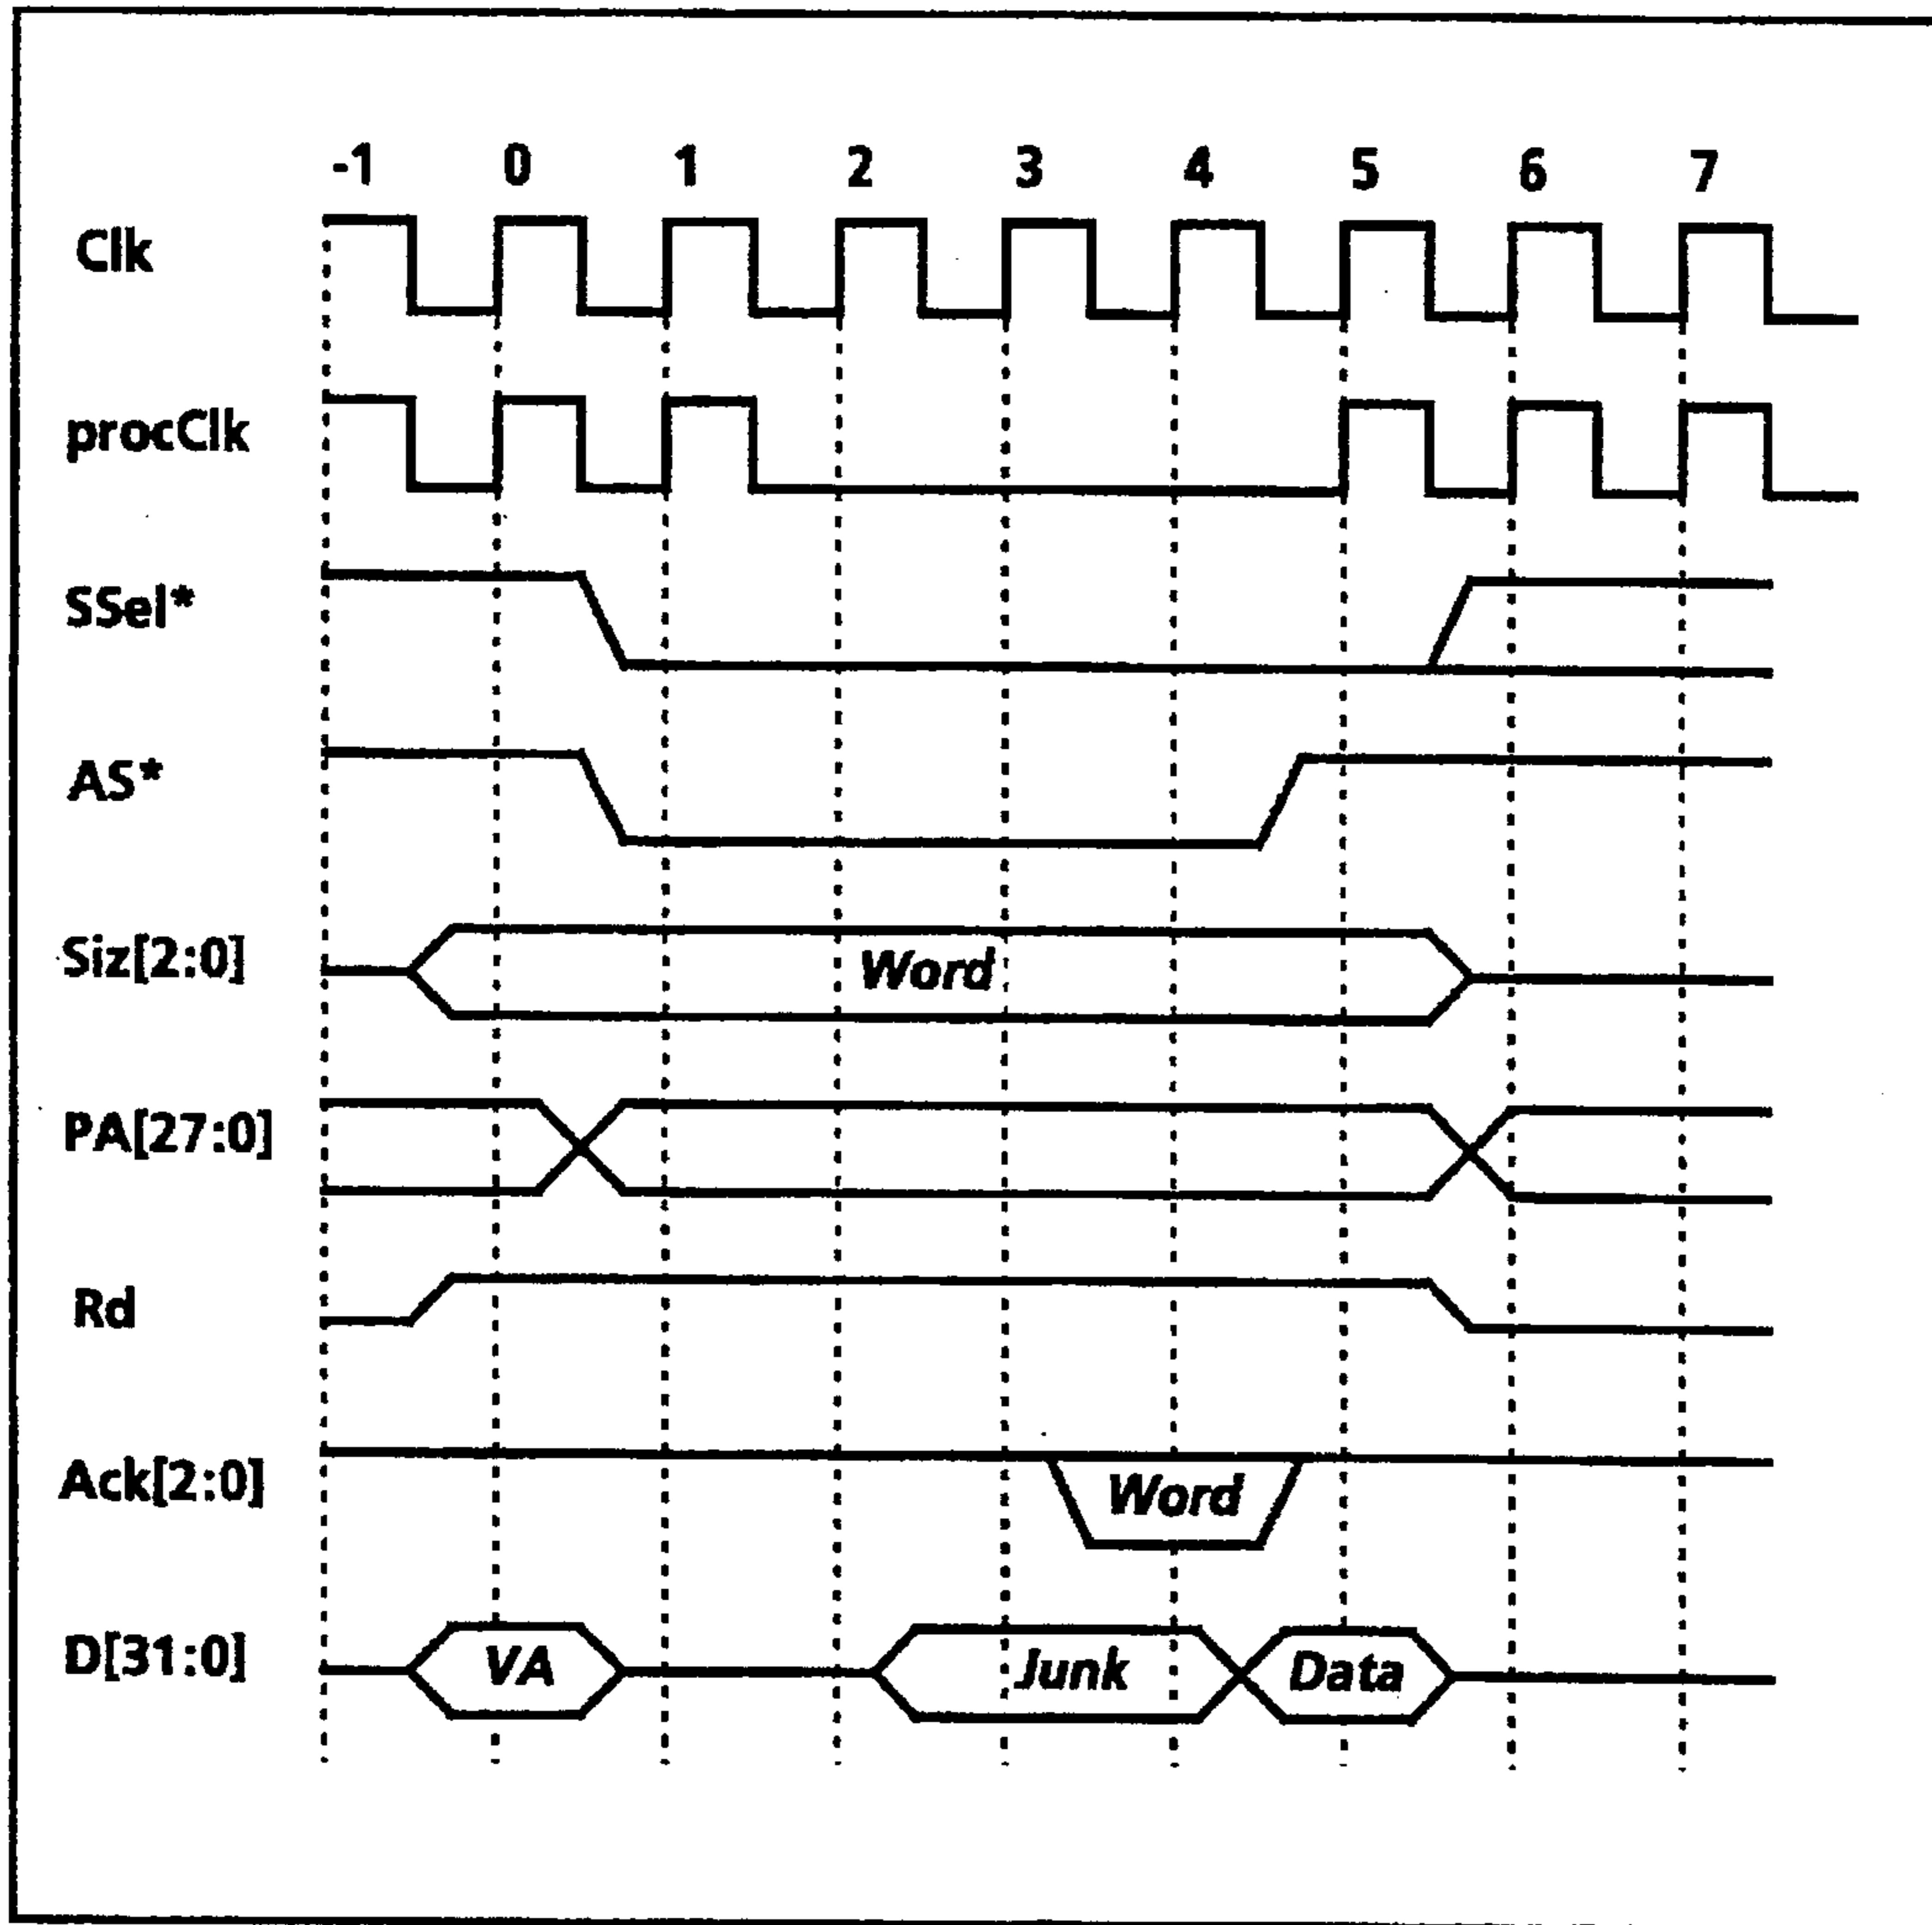 -1 0 1 2 3 4 5 6 7
Clk
procClk
SSel*
AS*
Siz[2:0] Word
PA[27:0]
Rd
Ack[2:0] Word
D[31:0] VA Junk Data